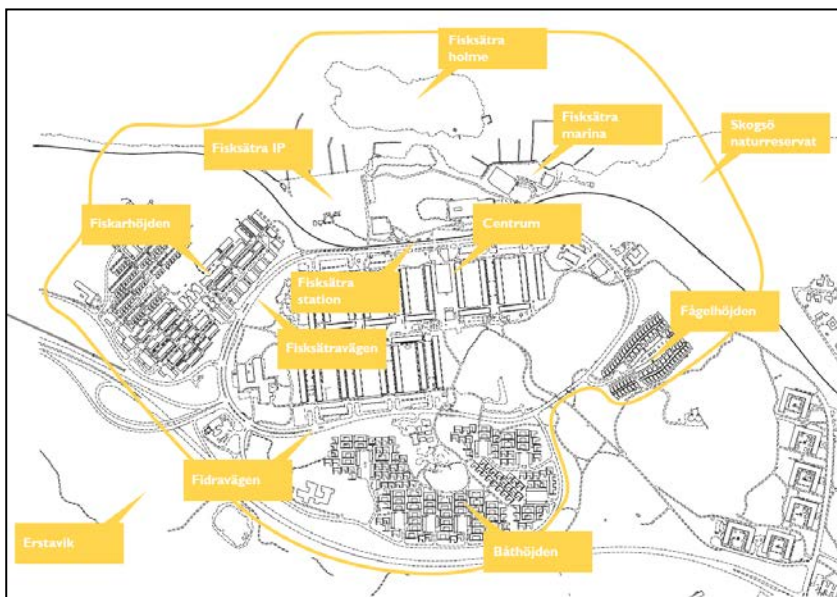 Fisksätra
holme
Fisksätra
marina
Skogsö
naturreservat
Fisksätra IP
Fiskarhöjden
Centrum
Fisksätra
station
Fågelhöjden
Fisksätravägen
Fidravägen
Erstavik
Båthöjden